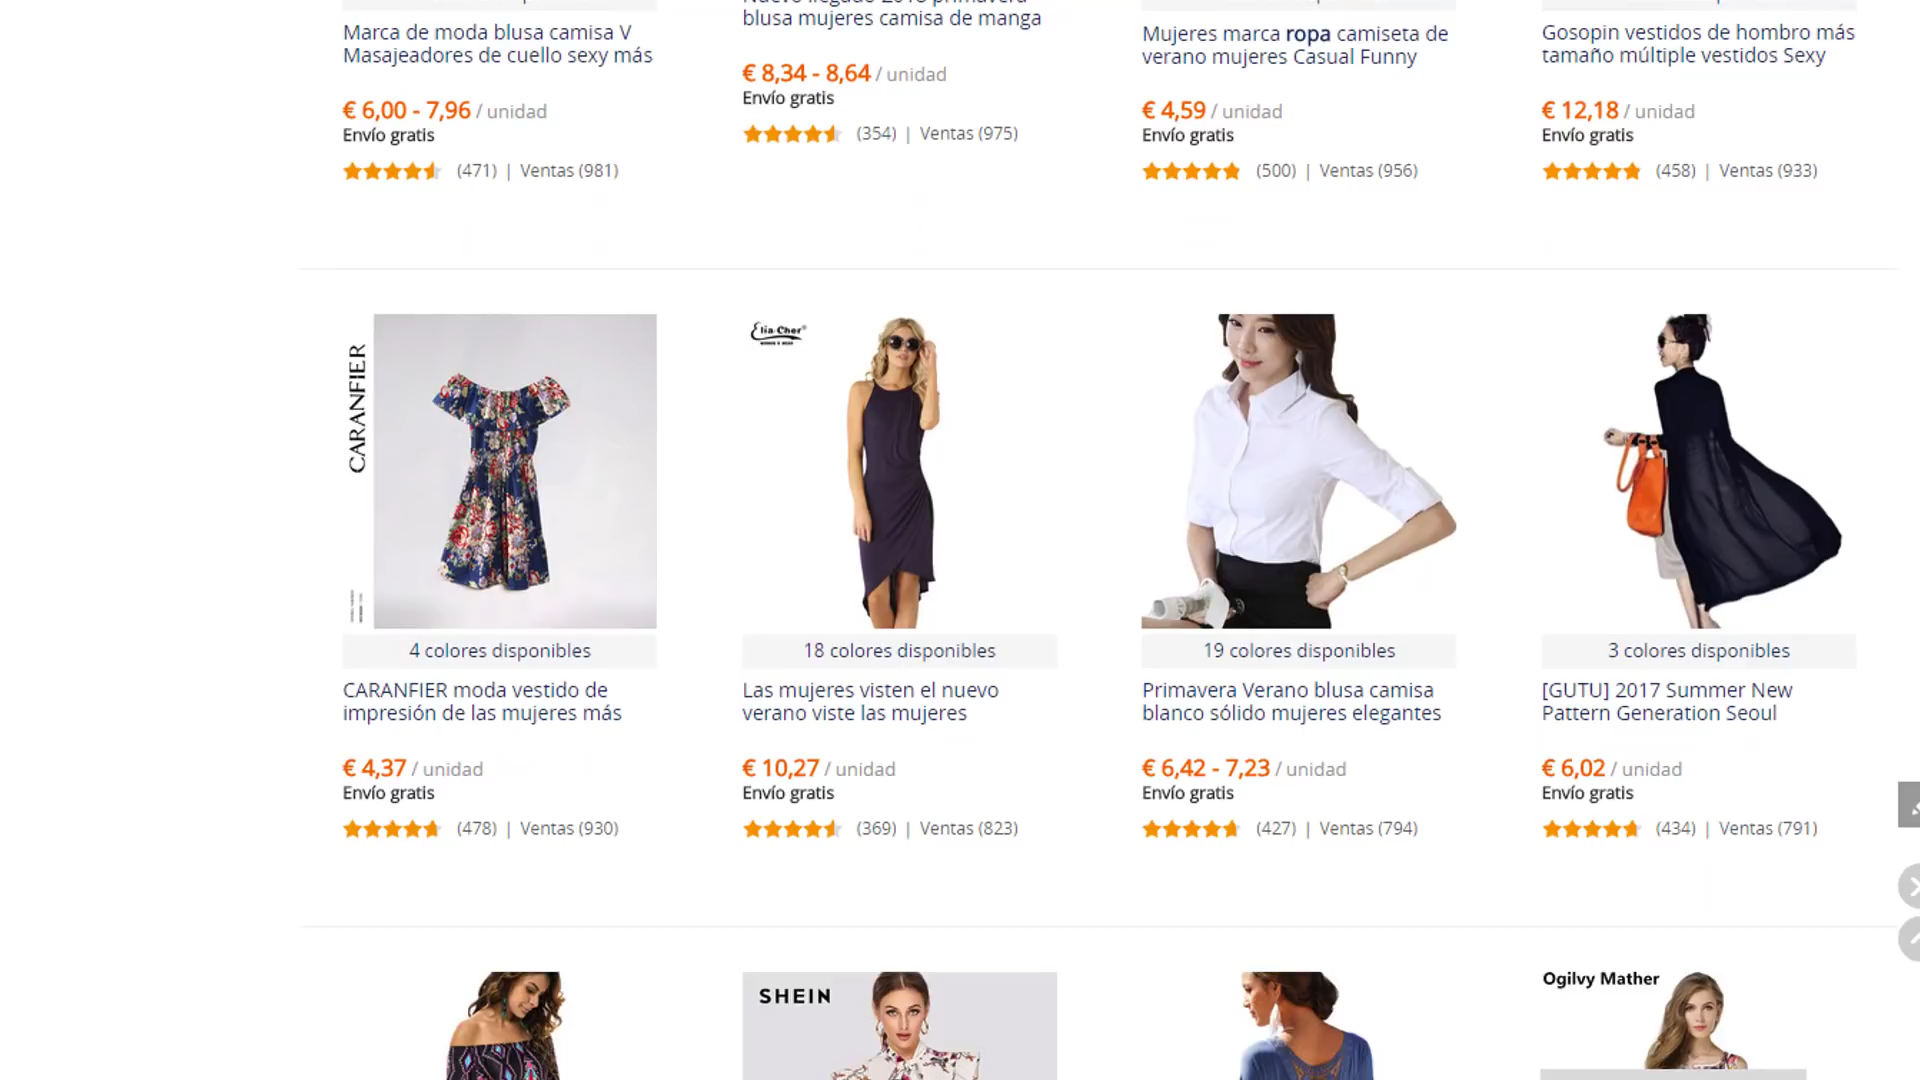 Marca de moda blusa camisa V
Masajeadores de cuello sexy más
€ 6,00 - 7,96 / unidad
Envío gratis
(471) | Ventas (981)
blusa mujeres camisa de manga
€ 8,34 - 8,64 / unidad
Envío gratis
(354) | Ventas (975)
Mujeres marca ropa camiseta de
verano mujeres Casual Funny
€ 4,59 / unidad
Envío gratis
(500) | Ventas (956)
Gosopin vestidos de hombro más
tamaño múltiple vestidos Sexy
€ 12,18 / unidad
Envío gratis
(458) | Ventas (933)
CARANFIER
4 colores disponibles
CARANFIER moda vestido de
impresión de las mujeres más
€ 4,37 / unidad
Envío gratis
(478) | Ventas (930)
Elia Cher
18 colores disponibles
Las mujeres visten el nuevo
verano viste las mujeres
€ 10,27 / unidad
Envío gratis
(369) | Ventas (823)
19 colores disponibles
Primavera Verano blusa camisa
blanco sólido mujeres elegantes
€ 6,42 - 7,23 / unidad
Envío gratis
(427) | Ventas (794)
3 colores disponibles
[GUTU] 2017 Summer New
Pattern Generation Seoul
€ 6,02 / unidad
Envío gratis
(434) | Ventas (791)
SHEIN
Ogilvy Mather